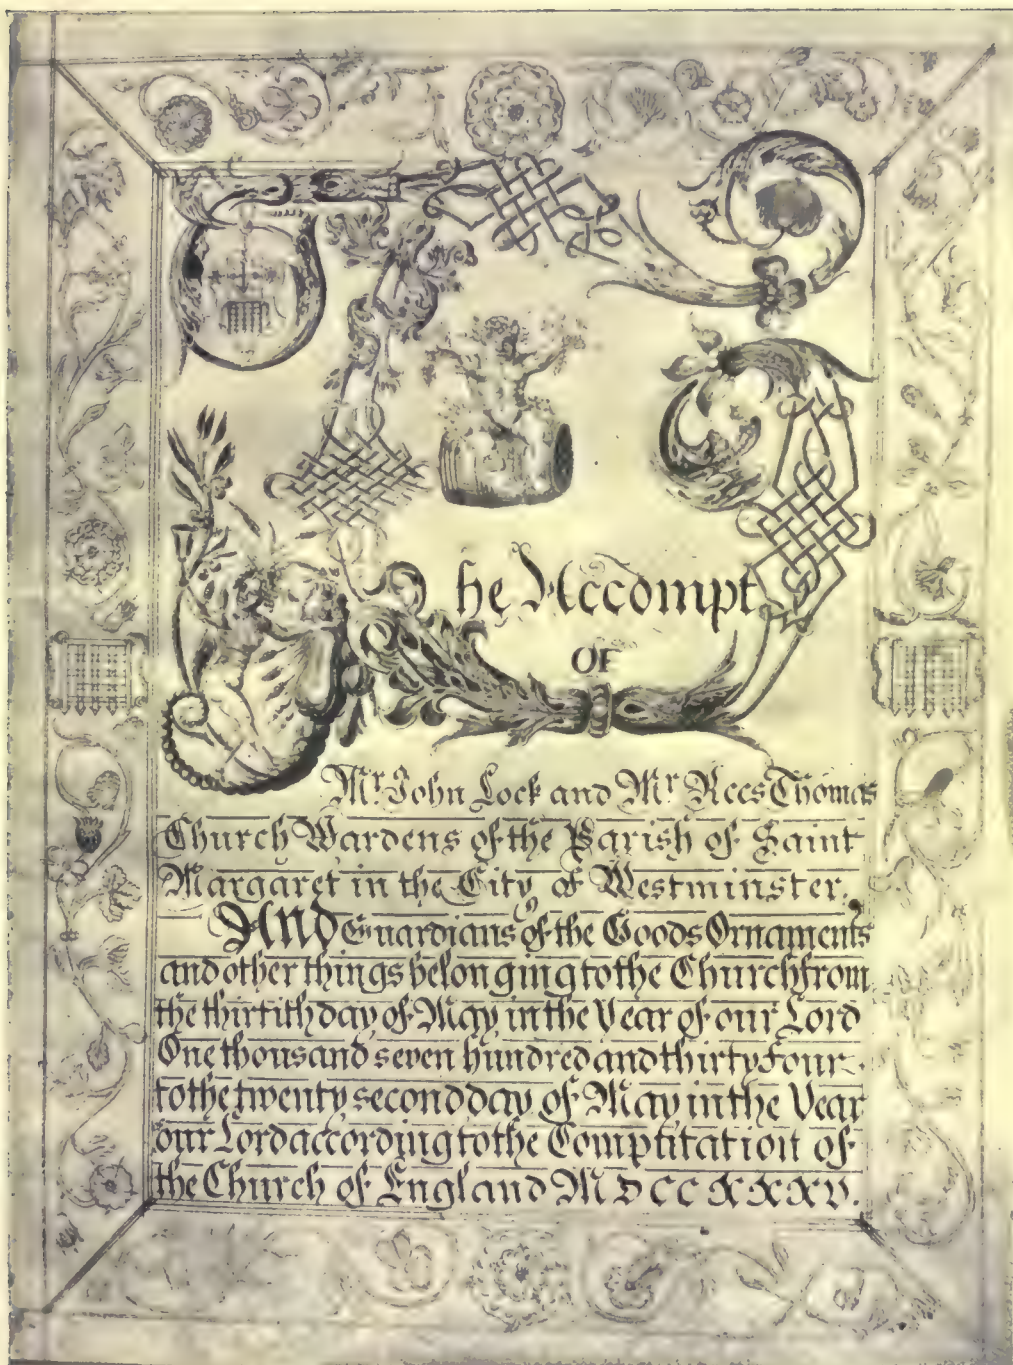 The Accompt
OF
Mr. John Lock and Mr Rees Thomas
Church Wardens of the Parish of Saint
Margaret in the City of Westminster.
And Guardians of the Goods Ornaments
and other things belonging to the Church from
the thirtith day of May in the Year of our Lord
One thousand seven hundred and thirty Four
to the twenty second day of May in the Year
our Lord according to the Comptitation of
the Church of England MDCCXXXV.